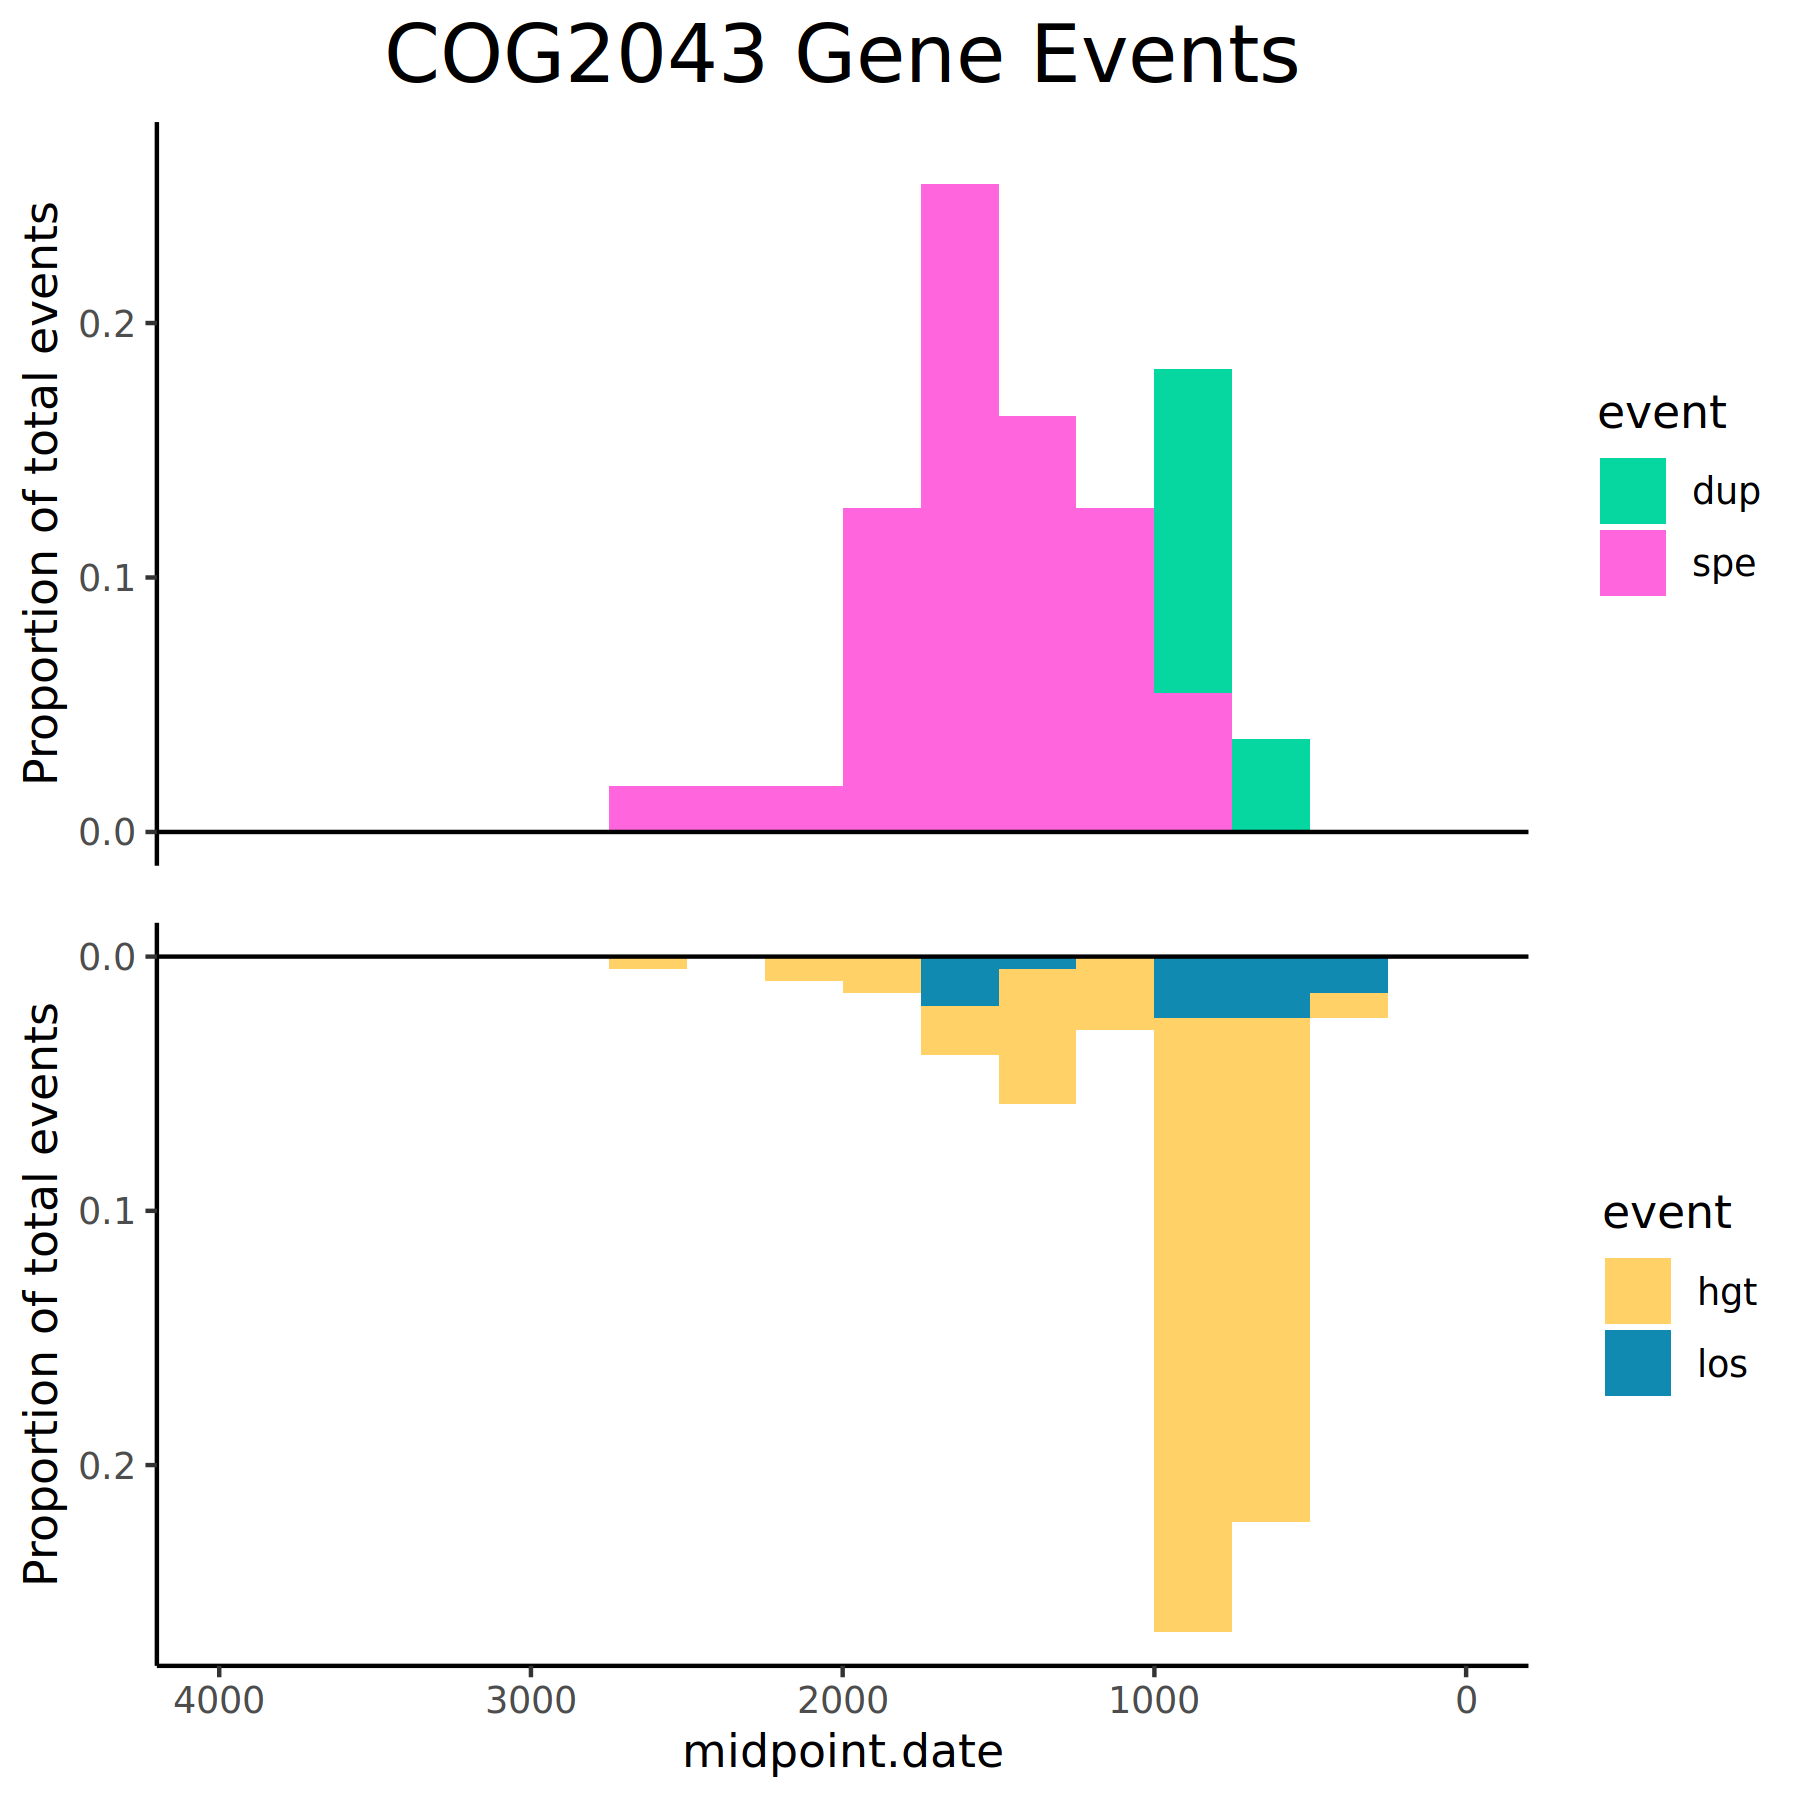 COG2043 Gene Events
Proportion of total events
0.2
0.1
0.0
event
dup
spe
Proportion of total events
0.0
0.1
0.2
event
hgt
los
4000 3000 2000 1000 0
midpoint.date